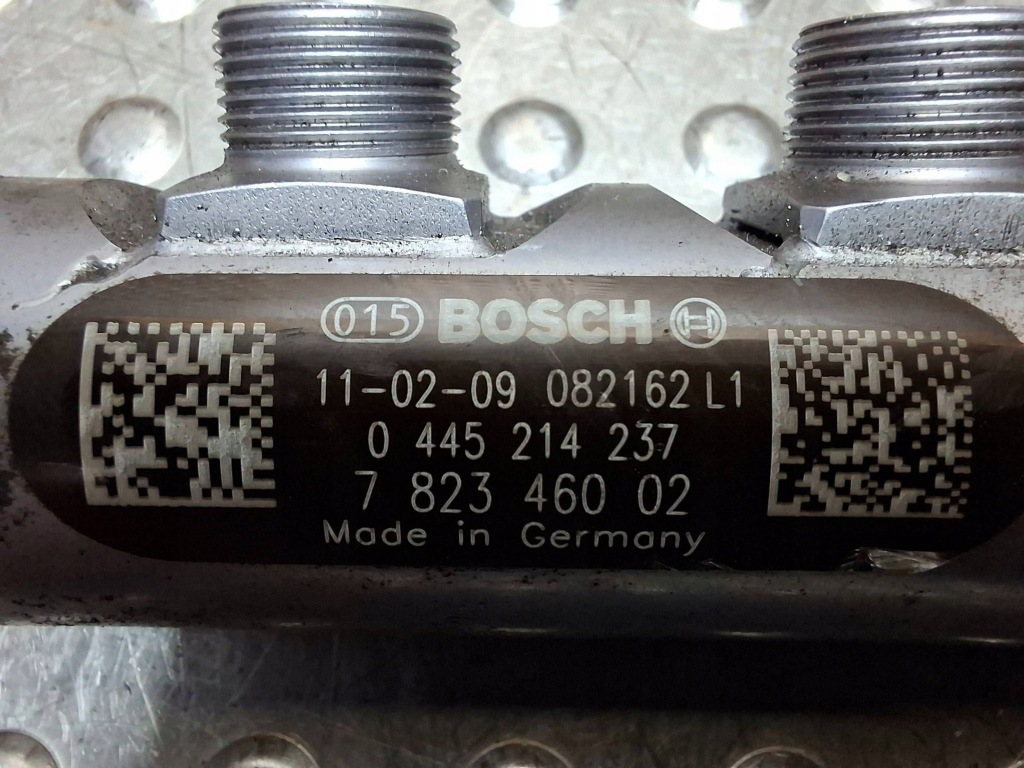 015 BOSCH
11-02-09 082162 L1
0 445 214 237
7 823 460 02
Made in Germany